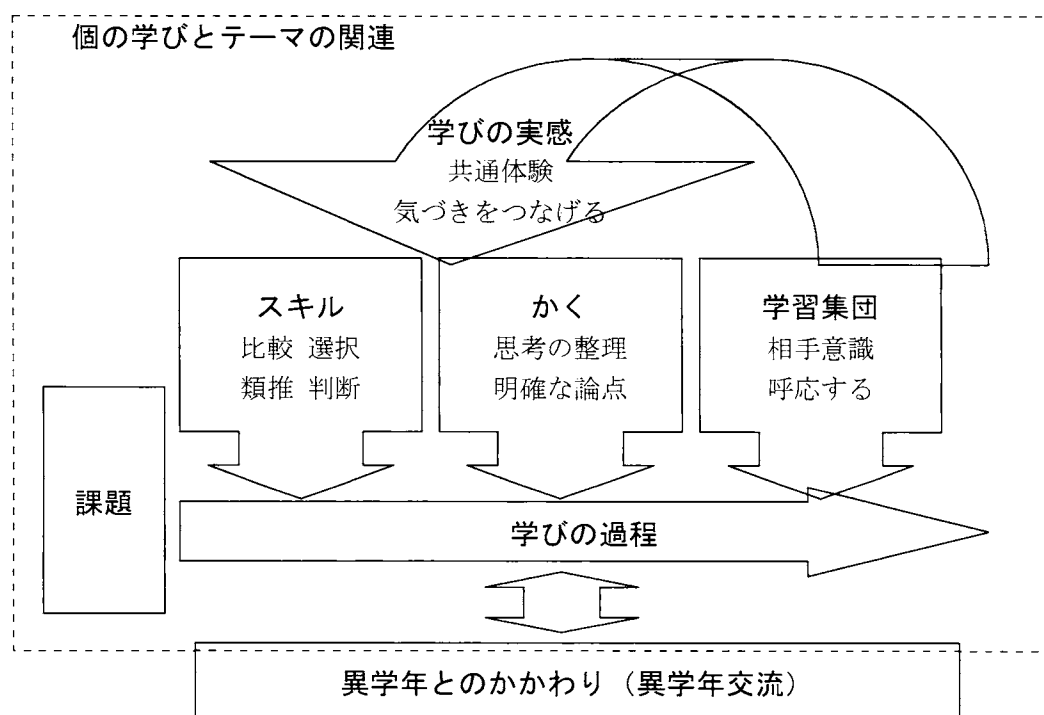 個の学びとテーマの関連
学びの実感
共通体験
気づきをつなげる
スキル
比較 選択
類推 判断
かく
思考の整理
明確な論点
学習集団
相手意識
呼応する
課題
学びの過程
異学年とのかかわり（異学年交流）